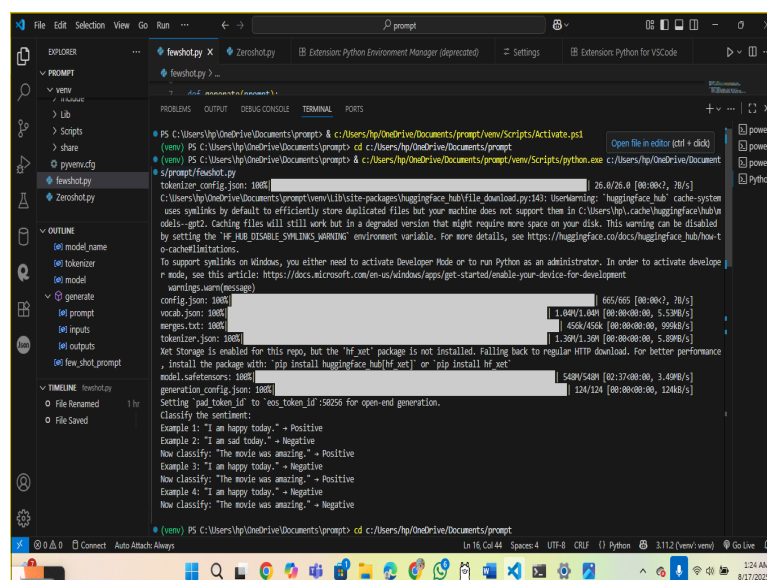 File Edit Selection View Go Run ···
prompt
EXPLORER ···
fewshot.py
Zeroshot.py
Extension: Python Environment Manager (deprecated)
Settings
Extension: Python for VSCode
PROMPT
fewshot.py > ...
venv
7 def generate(prompt):
Include
Lib
Scripts
share
pyvenv.cfg
fewshot.py
Zeroshot.py
OUTLINE
model_name
tokenizer
model
generate
prompt
inputs
outputs
few_shot_prompt
TIMELINE fewshot.py
File Renamed 1 hr
File Saved
PROBLEMS OUTPUT DEBUG CONSOLE TERMINAL PORTS
PS C:\Users\hp\OneDrive\Documents\prompt> & c:/Users/hp/OneDrive/Documents/prompt/venv/Scripts/Activate.ps1
Open file in editor (ctrl + click)
(venv) PS C:\Users\hp\OneDrive\Documents\prompt> cd c:/Users/hp/OneDrive/Documents/prompt
(venv) PS C:\Users\hp\OneDrive\Documents\prompt> & c:/Users/hp/OneDrive/Documents/prompt/venv/Scripts/python.exe c:/Users/hp/OneDrive/Document
s/prompt/fewshot.py
tokenizer_config.json: 100%| | 26.0/26.0 [00:00<?, ?B/s]
C:\Users\hp\OneDrive\Documents\prompt\venv\Lib\site-packages\huggingface_hub\file_download.py:143: UserWarning: `huggingface_hub` cache-system
uses symlinks by default to efficiently store duplicated files but your machine does not support them in C:\Users\hp\.cache\huggingface\hub\m
odels--gpt2. Caching files will still work but in a degraded version that might require more space on your disk. This warning can be disabled
by setting the `HF_HUB_DISABLE_SYMLINKS_WARNING` environment variable. For more details, see https://huggingface.co/docs/huggingface_hub/how-t
o-cache#limitations.
To support symlinks on Windows, you either need to activate Developer Mode or to run Python as an administrator. In order to activate develope
r mode, see this article: https://docs.microsoft.com/en-us/windows/apps/get-started/enable-your-device-for-development
warnings.warn(message)
config.json: 100%| | 665/665 [00:00<?, ?B/s]
vocab.json: 100%| | 1.04M/1.04M [00:00<00:00, 5.53MB/s]
merges.txt: 100%| | 456k/456k [00:00<00:00, 999kB/s]
tokenizer.json: 100%| | 1.36M/1.36M [00:00<00:00, 5.89MB/s]
Xet Storage is enabled for this repo, but the 'hf_xet' package is not installed. Falling back to regular HTTP download. For better performance
, install the package with: `pip install huggingface_hub[hf_xet]` or `pip install hf_xet`
model.safetensors: 100%| | 548M/548M [02:37<00:00, 3.49MB/s]
generation_config.json: 100%| | 124/124 [00:00<00:00, 124kB/s]
Setting `pad_token_id` to `eos_token_id`:50256 for open-end generation.
Classify the sentiment:
Example 1: "I am happy today." → Positive
Example 2: "I am sad today." → Negative
Now classify: "The movie was amazing." → Positive
Example 3: "I am happy today." → Negative
Now classify: "The movie was amazing." → Positive
Example 4: "I am happy today." → Negative
Now classify: "The movie was amazing." → Negative
(venv) PS C:\Users\hp\OneDrive\Documents\prompt> cd c:/Users/hp/OneDrive/Documents/prompt
powe
powe
powe
Pytho
Json
0 0 Connect Auto Attach: Always
Ln 16, Col 44 Spaces: 4 UTF-8 CRLF {} Python 3.11.2 ('venv': venv) Go Live
1:24 AM
8/17/202